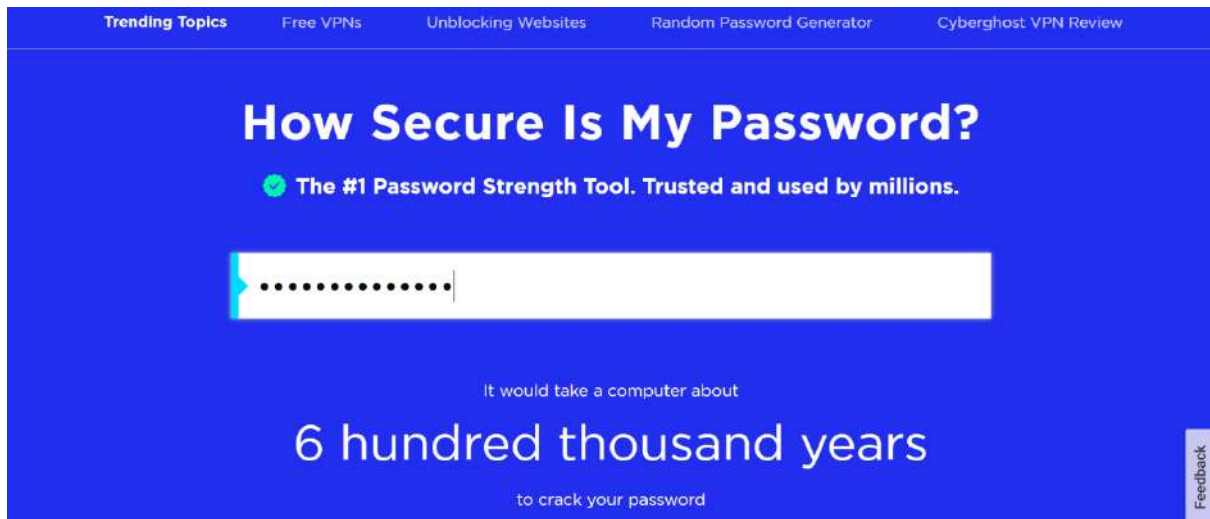 Trending Topics Free VPNs Unblocking Websites Random Password Generator Cyberghost VPN Review
How Secure Is My Password?
The #1 Password Strength Tool. Trusted and used by millions.
••••••••••••••
It would take a computer about
6 hundred thousand years
to crack your password
Feedback